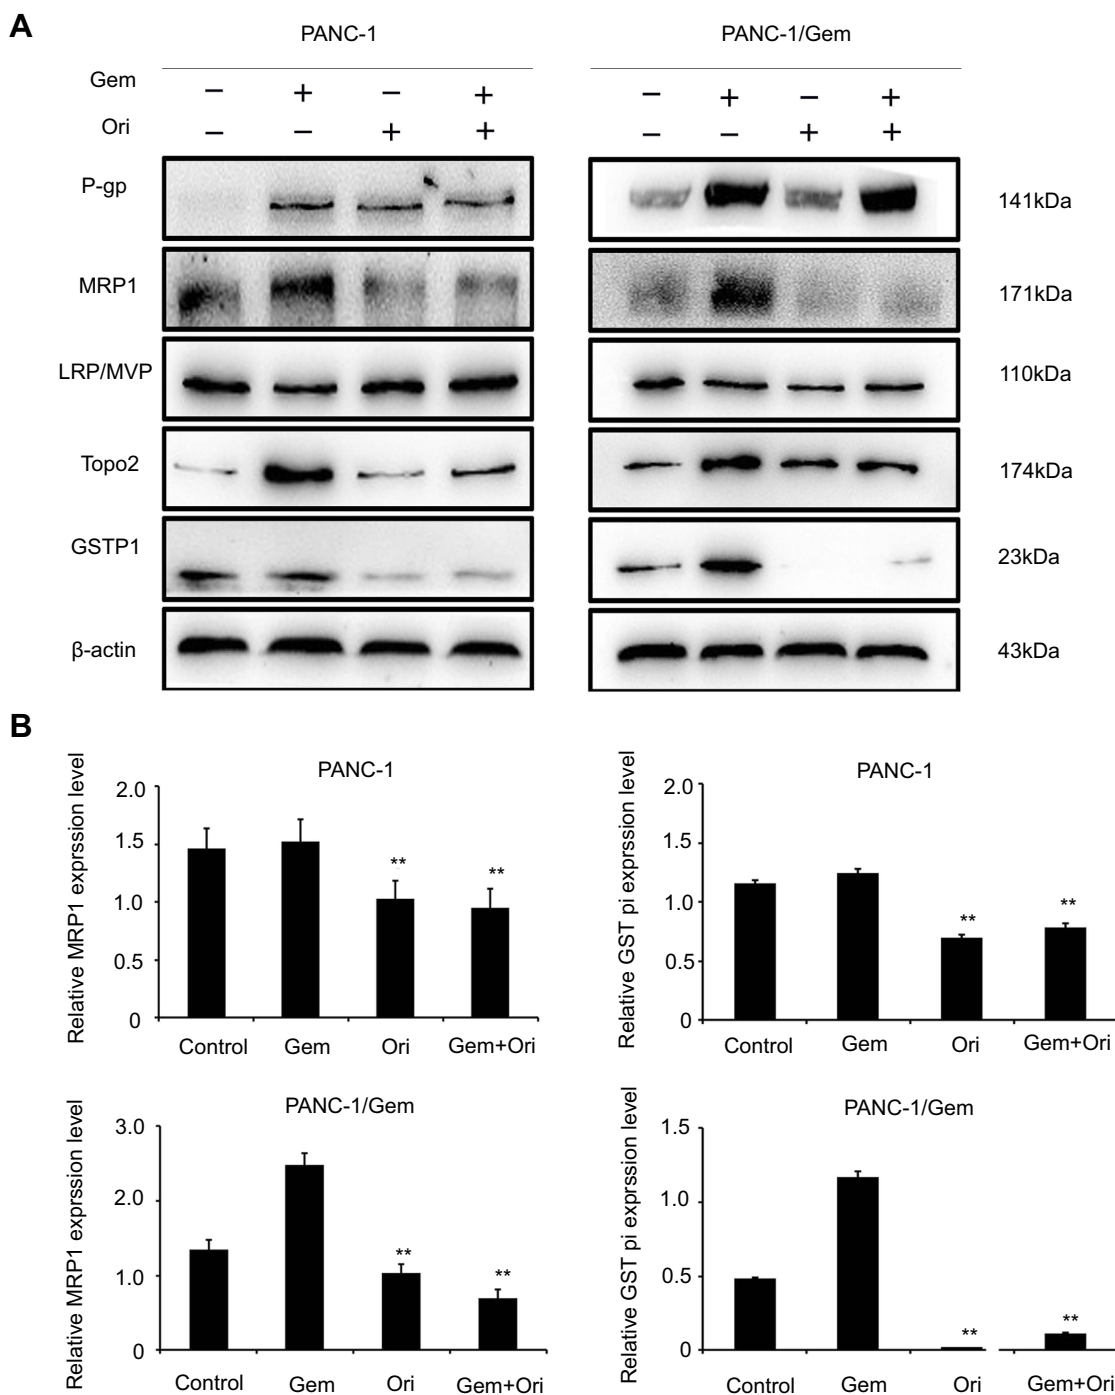 A
PANC-1
PANC-1/Gem
Gem
− + − + − + − +
Ori
− − + + − − + +
P-gp
141kDa
MRP1
171kDa
LRP/MVP
110kDa
Topo2
174kDa
GSTP1
23kDa
β-actin
43kDa
B
PANC-1
Relative MRP1 exprssion level
2.0
1.5
1.0
0.5
0
**
**
Control Gem Ori Gem+Ori
PANC-1
Relative GST pi exprssion level
2.0
1.5
1.0
0.5
0
**
**
Control Gem Ori Gem+Ori
PANC-1/Gem
Relative MRP1 exprssion level
3.0
2.0
1.0
0
**
**
Control Gem Ori Gem+Ori
PANC-1/Gem
Relative GST pi exprssion level
1.5
1.0
0.5
0
**
**
Control Gem Ori Gem+Ori